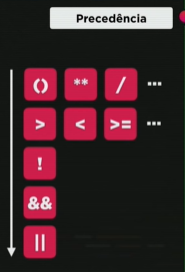 Precedência
() ** / ...
> < >= ...
!
&&
||